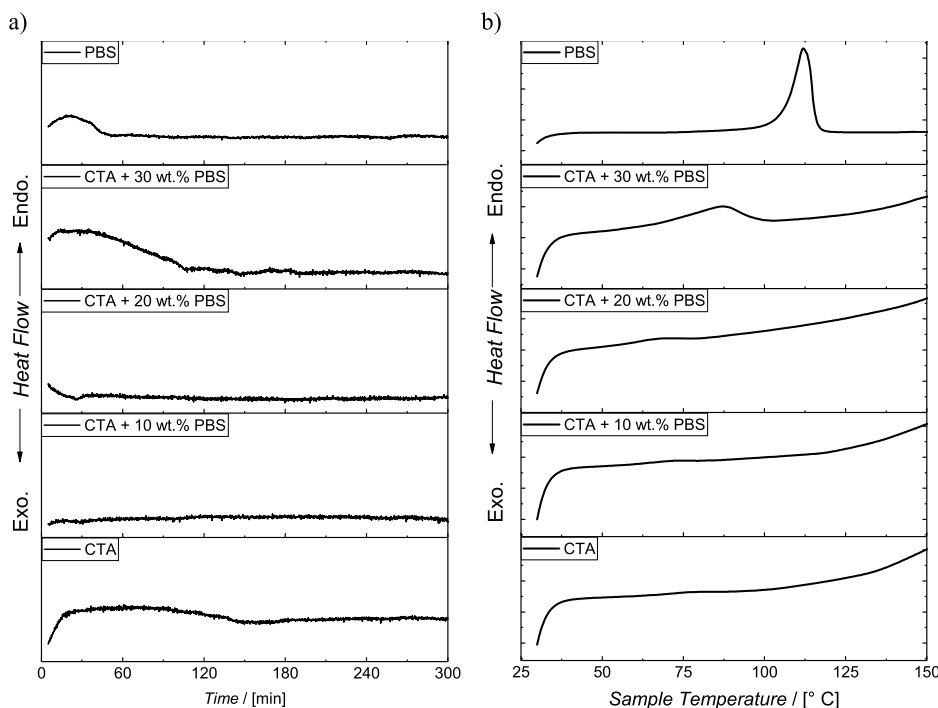 a)
PBS
CTA + 30 wt.% PBS
CTA + 20 wt.% PBS
CTA + 10 wt.% PBS
CTA
Exo. Heat Flow Endo.
0 60 120 180 240 300
Time / [min]
b)
PBS
CTA + 30 wt.% PBS
CTA + 20 wt.% PBS
CTA + 10 wt.% PBS
CTA
Exo. Heat Flow Endo.
25 50 75 100 125 150
Sample Temperature / [° C]